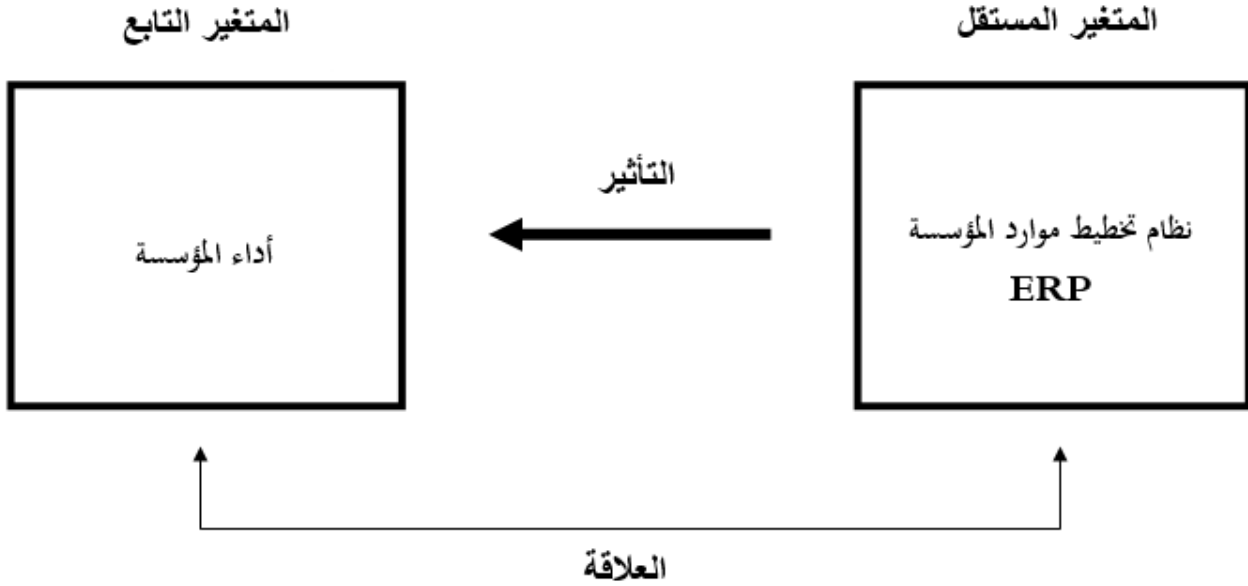 المتغير المستقل
المتغير التابع
نظام تخطيط موارد المؤسسة
ERP
التأثير
أداء المؤسسة
العلاقة